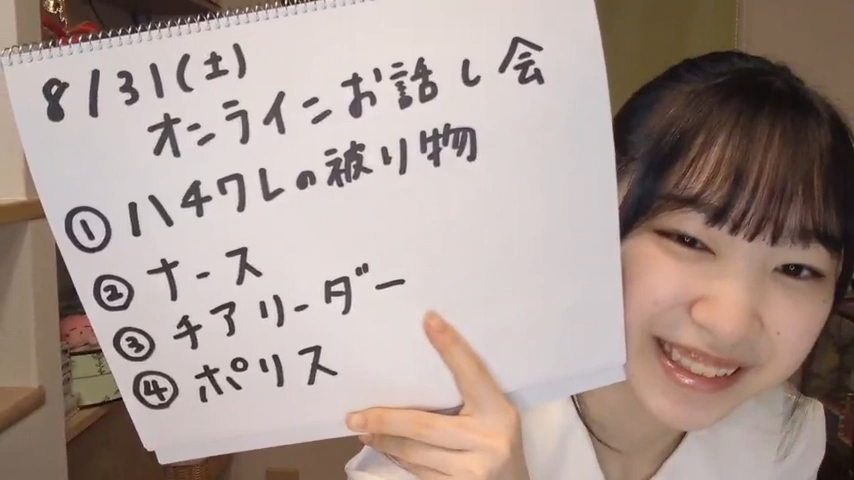 8/31(土)
オンラインお話し会
①ハチワレの被り物
②ナース
③チアリーダー
④ポリス